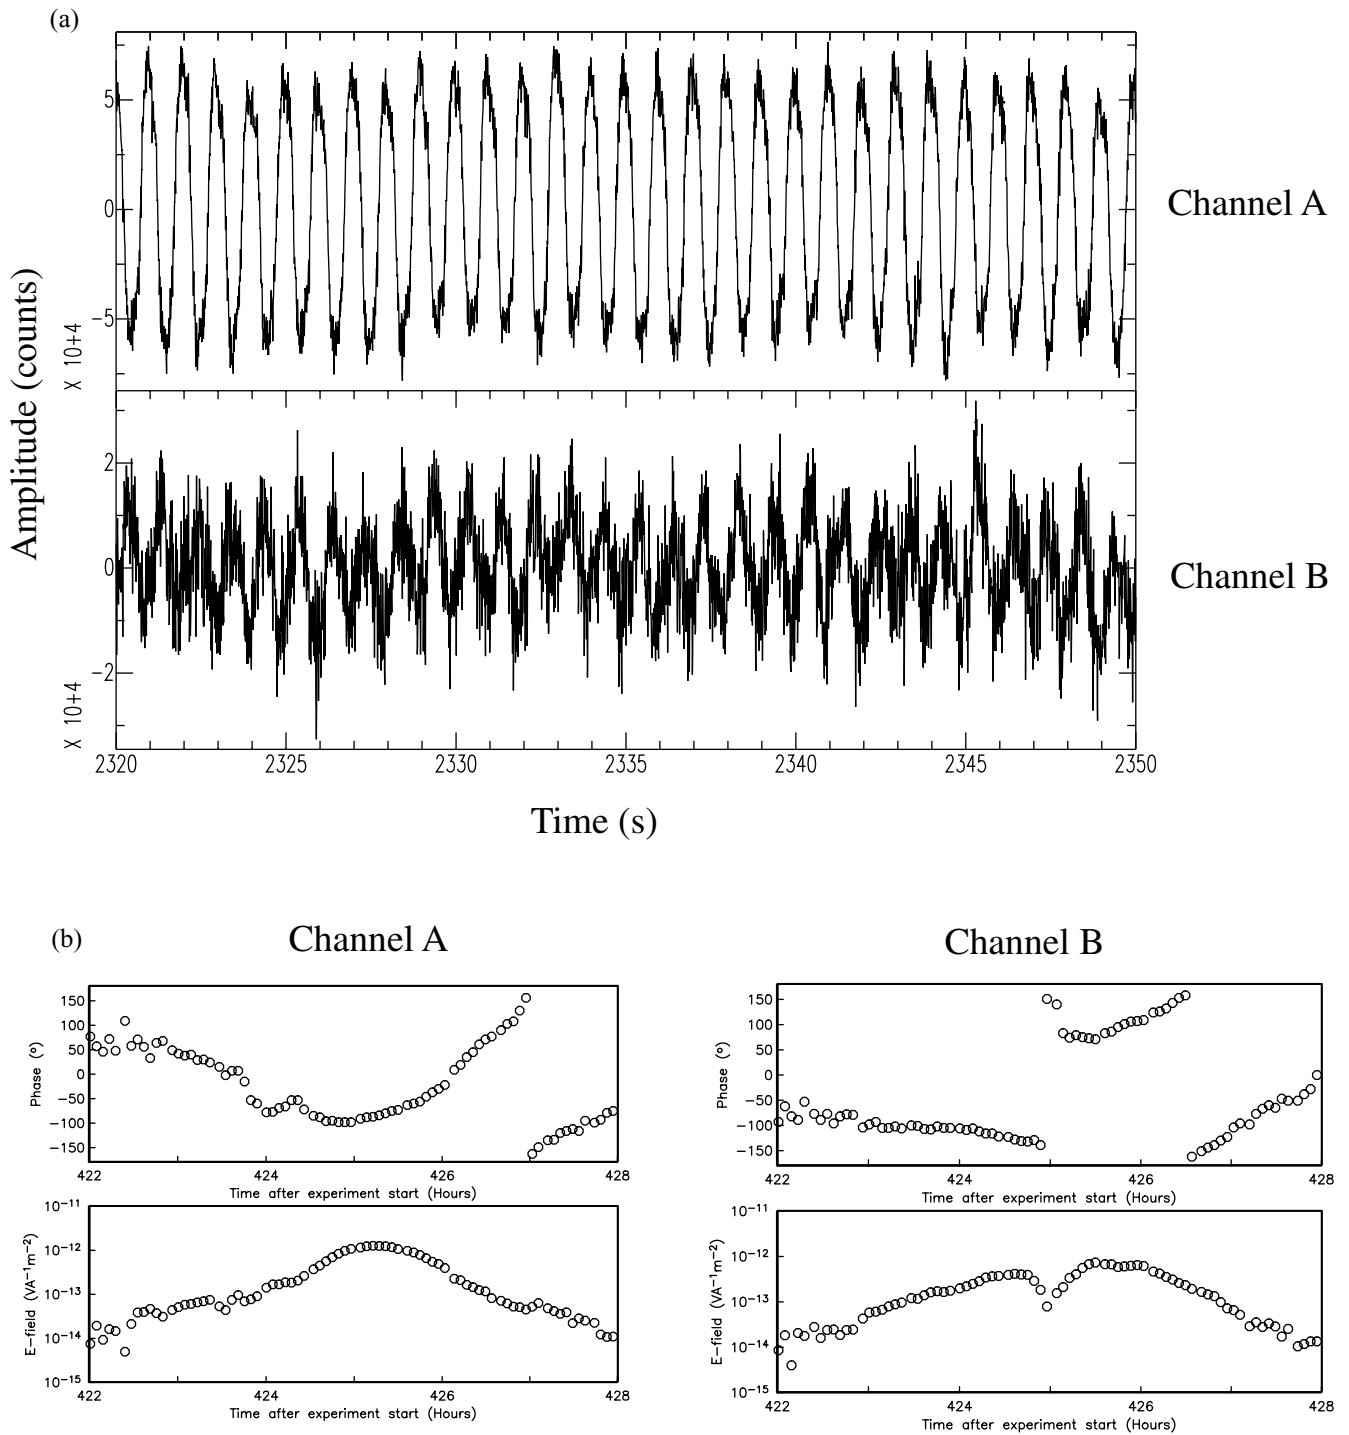 (a)
5
0
−5
X 10+4
Channel A
Amplitude (counts)
2
0
−2
X 10+4
Channel B
2320 2325 2330 2335 2340 2345 2350
Time (s)
(b)
Channel A
Channel B
150
100
50
0
−50
−100
−150
Phase (°)
422 424 426 428
Time after experiment start (Hours)
150
100
50
0
−50
−100
−150
Phase (°)
422 424 426 428
Time after experiment start (Hours)
10−11
10−12
10−13
10−14
10−15
E−field (VA−1m−2)
422 424 426 428
Time after experiment start (Hours)
10−11
10−12
10−13
10−14
10−15
E−field (VA−1m−2)
422 424 426 428
Time after experiment start (Hours)